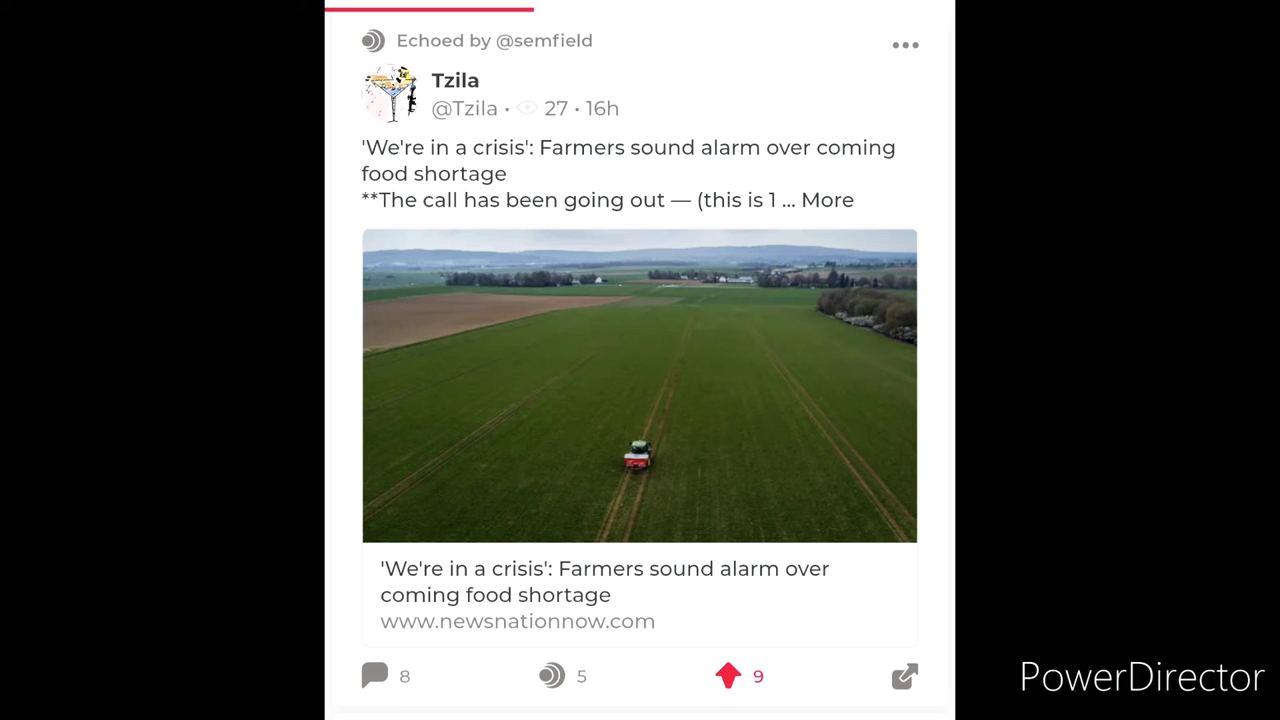 Echoed by @semfield
Tzila
@Tzila • 27 • 16h
'We're in a crisis': Farmers sound alarm over coming
food shortage
**The call has been going out — (this is 1 ... More
'We're in a crisis': Farmers sound alarm over
coming food shortage
www.newsnationnow.com
8
5
9
PowerDirector